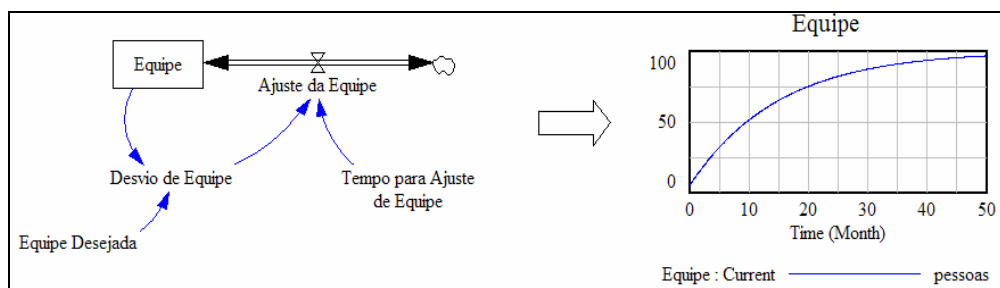 Equipe
Ajuste da Equipe
Desvio de Equipe
Tempo para Ajuste
de Equipe
Equipe Desejada
Equipe
100
50
0
0 10 20 30 40 50
Time (Month)
Equipe : Current pessoas